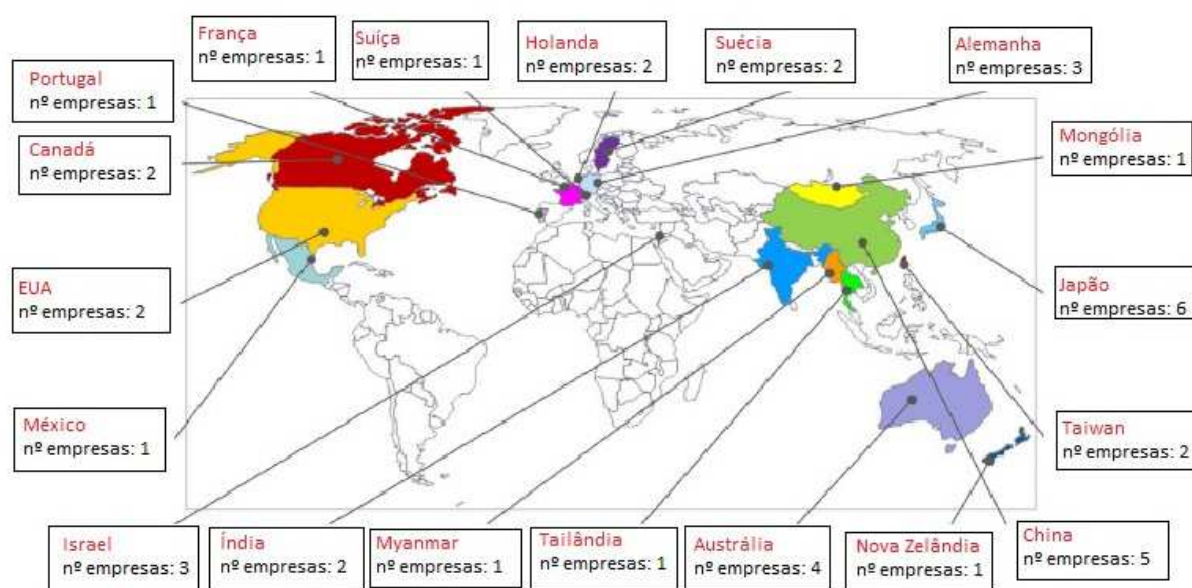 França
nº empresas: 1
Suíça
nº empresas: 1
Holanda
nº empresas: 2
Suécia
nº empresas: 2
Alemanha
nº empresas: 3
Portugal
nº empresas: 1
Canadá
nº empresas: 2
Mongólia
nº empresas: 1
EUA
nº empresas: 2
Japão
nº empresas: 6
México
nº empresas: 1
Taiwan
nº empresas: 2
Israel
nº empresas: 3
Índia
nº empresas: 2
Myanmar
nº empresas: 1
Tailândia
nº empresas: 1
Austrália
nº empresas: 4
Nova Zelândia
nº empresas: 1
China
nº empresas: 5